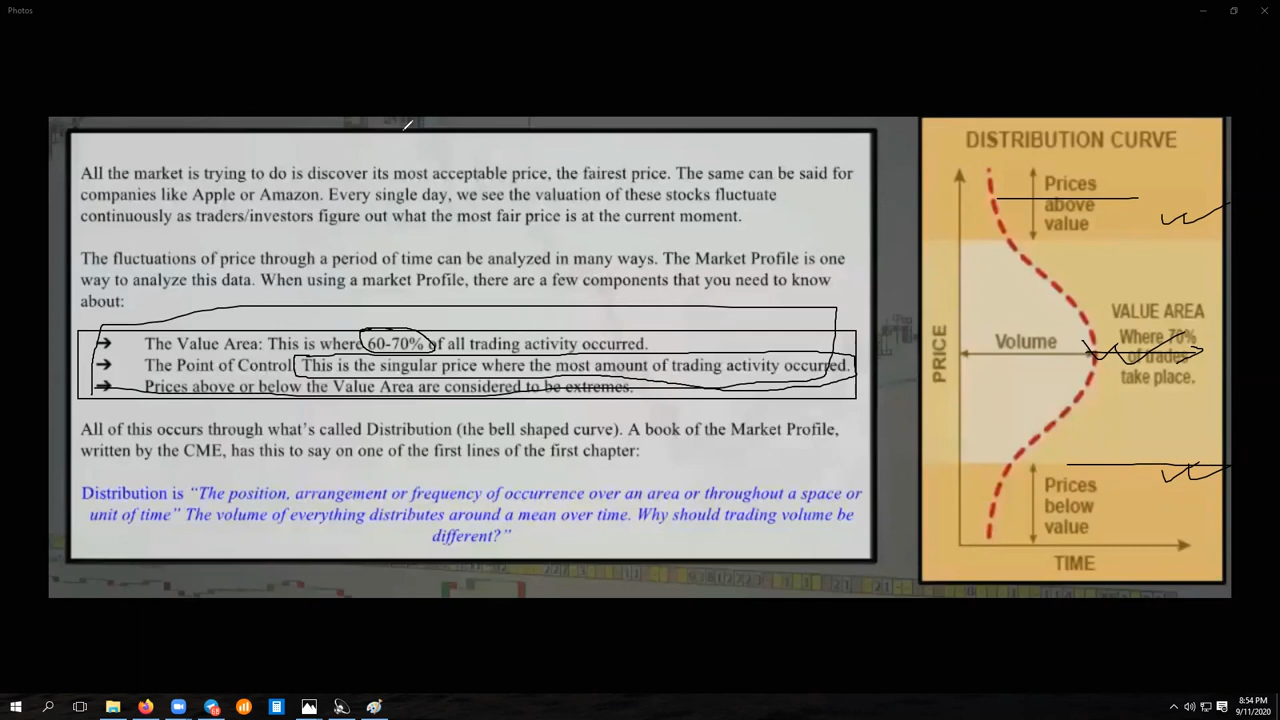 Photos
All the market is trying to do is discover its most acceptable price, the fairest price. The same can be said for
companies like Apple or Amazon. Every single day, we see the valuation of these stocks fluctuate
continuously as traders/investors figure out what the most fair price is at the current moment.
The fluctuations of price through a period of time can be analyzed in many ways. The Market Profile is one
way to analyze this data. When using a market Profile, there are a few components that you need to know
about:
➔ The Value Area: This is where 60-70% of all trading activity occurred.
➔ The Point of Control This is the singular price where the most amount of trading activity occurred.
➔ Prices above or below the Value Area are considered to be extremes.
All of this occurs through what's called Distribution (the bell shaped curve). A book of the Market Profile,
written by the CME, has this to say on one of the first lines of the first chapter:
Distribution is "The position, arrangement or frequency of occurrence over an area or throughout a space or
unit of time" The volume of everything distributes around a mean over time. Why should trading volume be
different?"
DISTRIBUTION CURVE
Prices
above
value
VALUE AREA
Where 70%
of trades
take place.
Volume
PRICE
Prices
below
value
TIME
8:54 PM
9/11/2020